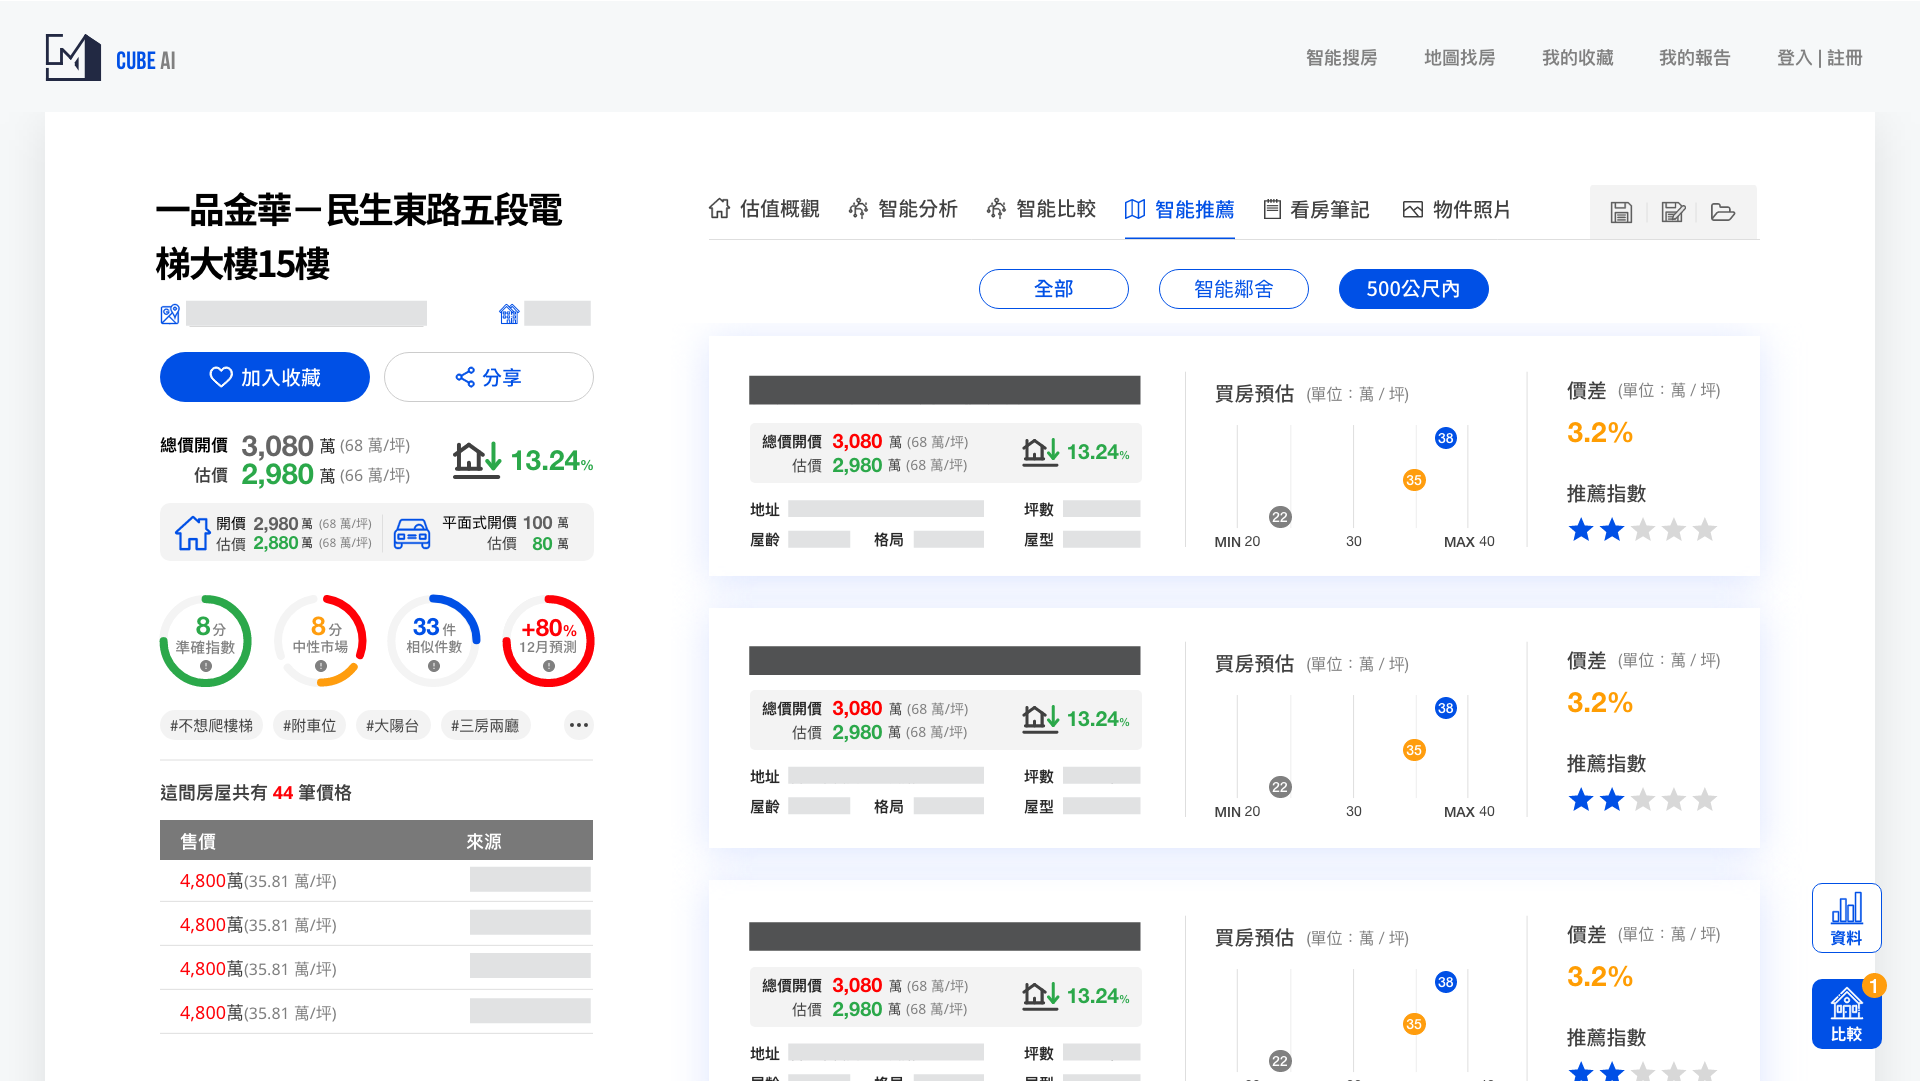 CUBE AI
智能搜房
地圖找房
我的收藏
我的報告
登入 | 註冊
一品金華－民生東路五段電
梯大樓15樓
加入收藏
分享
總價開價 3,080 萬 (68 萬/坪)
估價 2,980 萬 (66 萬/坪)
13.24%
開價 2,980 萬 (68 萬/坪)
估價 2,880 萬 (68 萬/坪)
平面式開價 100 萬
估價 80 萬
8分
準確指數
8分
中性市場
33件
相似件數
+80%
12月預測
#不想爬樓梯
#附車位
#大陽台
#三房兩廳
這間房屋共有 44 筆價格
售價 來源
4,800萬(35.81 萬/坪)
4,800萬(35.81 萬/坪)
4,800萬(35.81 萬/坪)
4,800萬(35.81 萬/坪)
估值概觀
智能分析
智能比較
智能推薦
看房筆記
物件照片
全部
智能鄰舍
500公尺內
總價開價 3,080 萬 (68 萬/坪)
估價 2,980 萬 (68 萬/坪)
13.24%
地址
坪數
屋齡
格局
屋型
買房預估 (單位：萬 / 坪)
38
35
22
MIN 20
30
MAX 40
價差 (單位：萬 / 坪)
3.2%
推薦指數
總價開價 3,080 萬 (68 萬/坪)
估價 2,980 萬 (68 萬/坪)
13.24%
地址
坪數
屋齡
格局
屋型
買房預估 (單位：萬 / 坪)
38
35
22
MIN 20
30
MAX 40
價差 (單位：萬 / 坪)
3.2%
推薦指數
總價開價 3,080 萬 (68 萬/坪)
估價 2,980 萬 (68 萬/坪)
13.24%
地址
坪數
買房預估 (單位：萬 / 坪)
38
35
22
價差 (單位：萬 / 坪)
3.2%
推薦指數
資料
1
比較